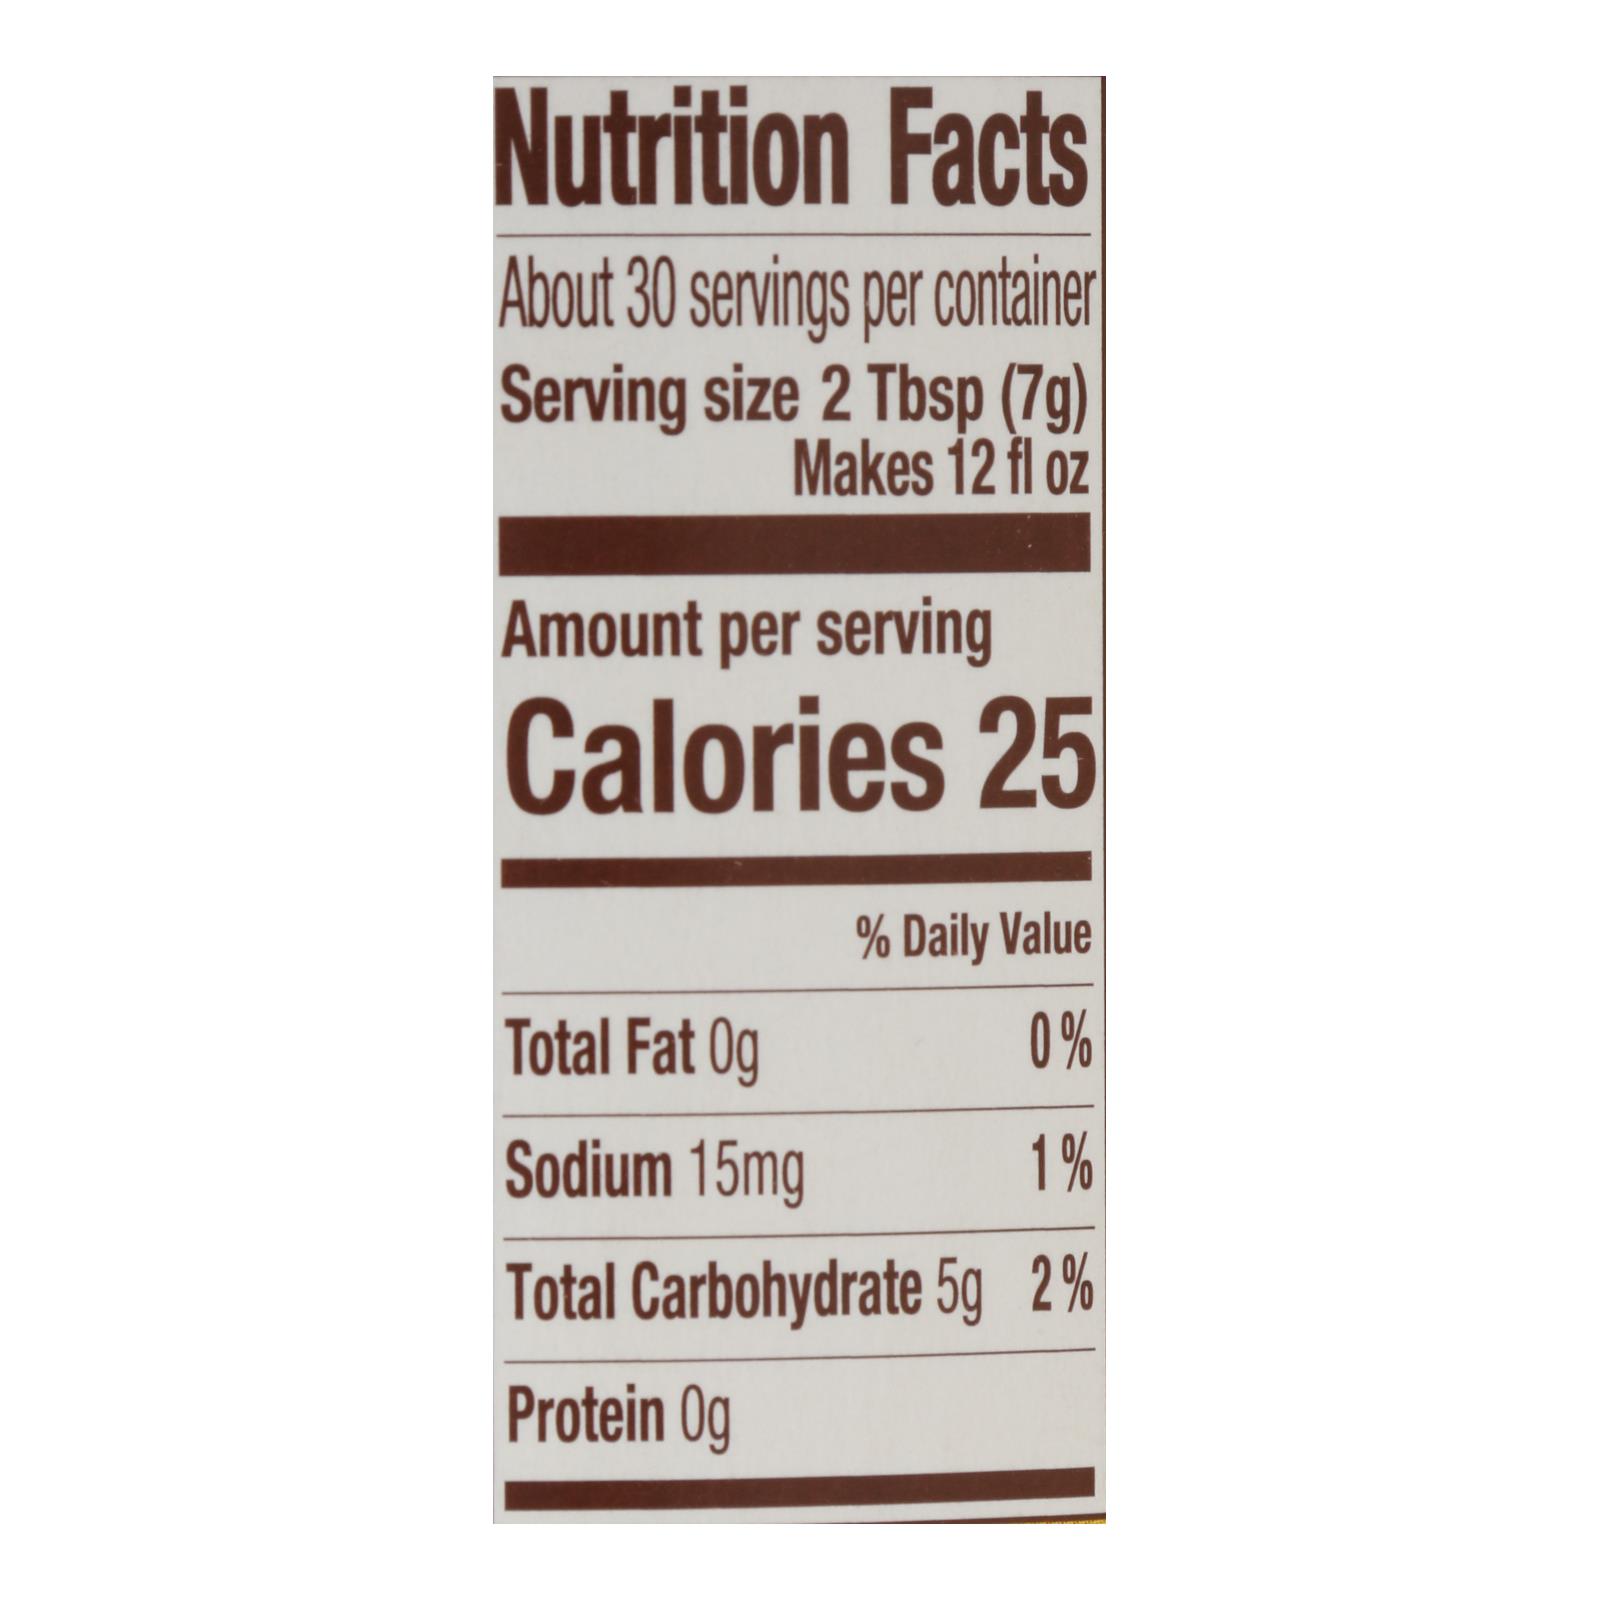 Nutrition Facts
About 30 servings per container
Serving size 2 Tbsp (7g)
Makes 12 fl oz
Amount per serving
Calories 25
% Daily Value
Total Fat 0g 0%
Sodium 15mg 1%
Total Carbohydrate 5g 2%
Protein 0g